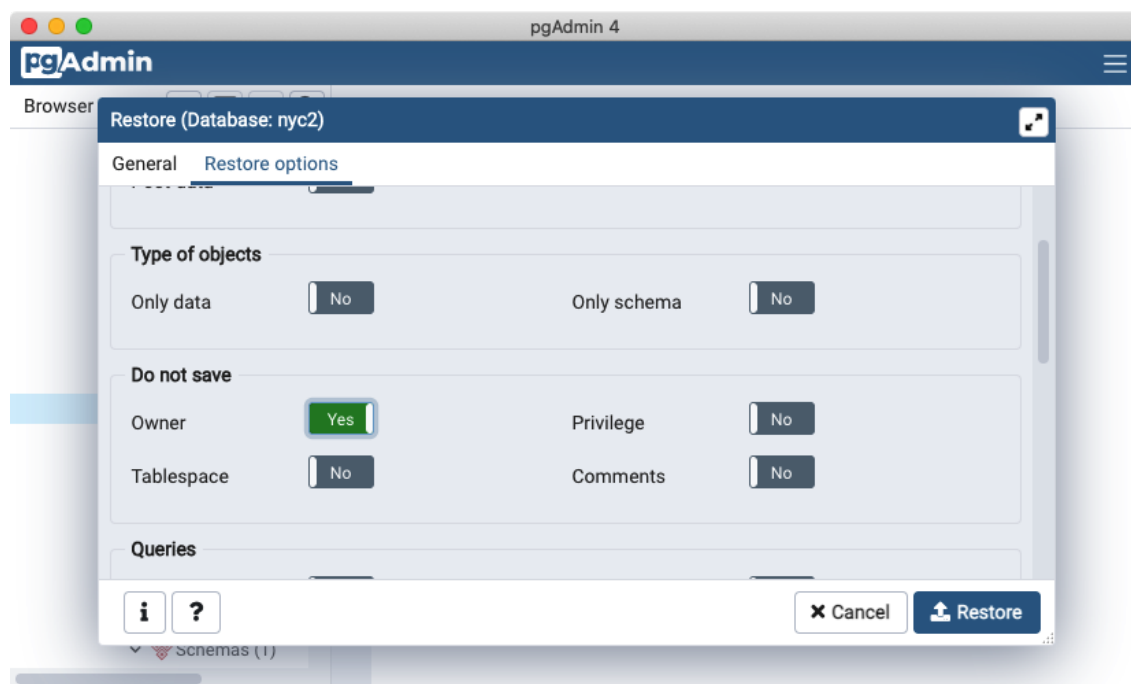 pgAdmin 4
pgAdmin
Browser
Restore (Database: nyc2)
General Restore options
Type of objects
Only data No Only schema No
Do not save
Owner Yes Privilege No
Tablespace No Comments No
Queries
i ? Cancel Restore
Schemas (1)